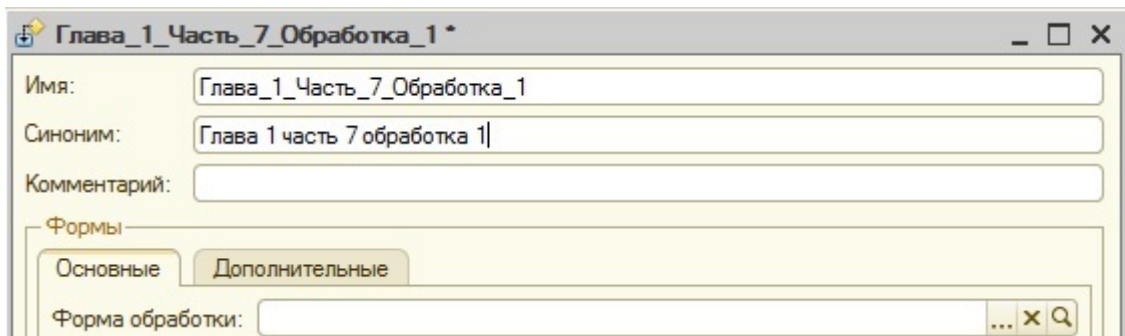 Глава_1_Часть_7_Обработка_1 *
Имя: Глава_1_Часть_7_Обработка_1
Синоним: Глава 1 часть 7 обработка 1
Комментарий:
Формы
Основные Дополнительные
Форма обработки: ...